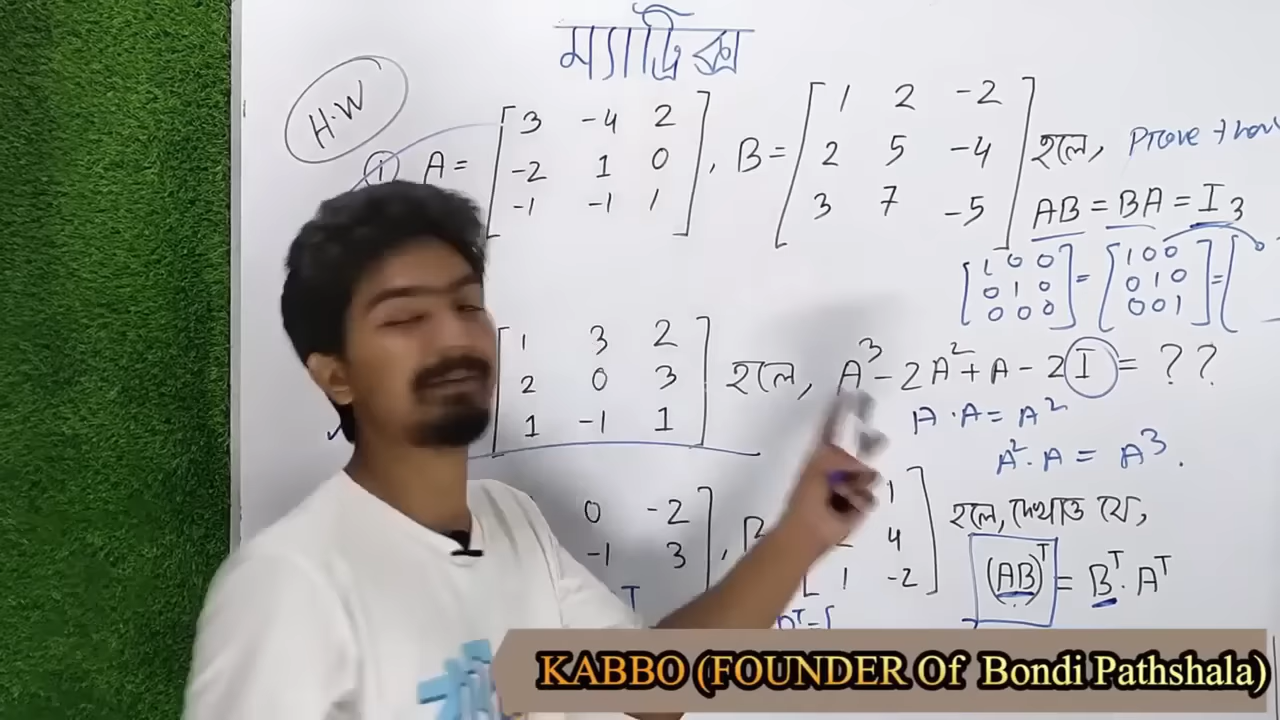 ম্যাট্রিক্স
H.W
① A = [3 -4 2
-2 1 0
-1 -1 1], B = [1 2 -2
2 5 -4
3 7 -5] হলে, Prove
AB = BA = I₃
[1 0 0
0 1 0
0 0 0] = [1 0 0
0 1 0
0 0 1] = [
[1 3 2
2 0 3
1 -1 1] হলে, A³ - 2A² + A - 2I = ??
A · A = A²
A² · A = A³.
0 -2
-1 3], B
1
4
1 -2] হলে, দেখাও যে,
(AB)ᵀ = Bᵀ · Aᵀ
KABBO (FOUNDER Of Bondi Pathshala)